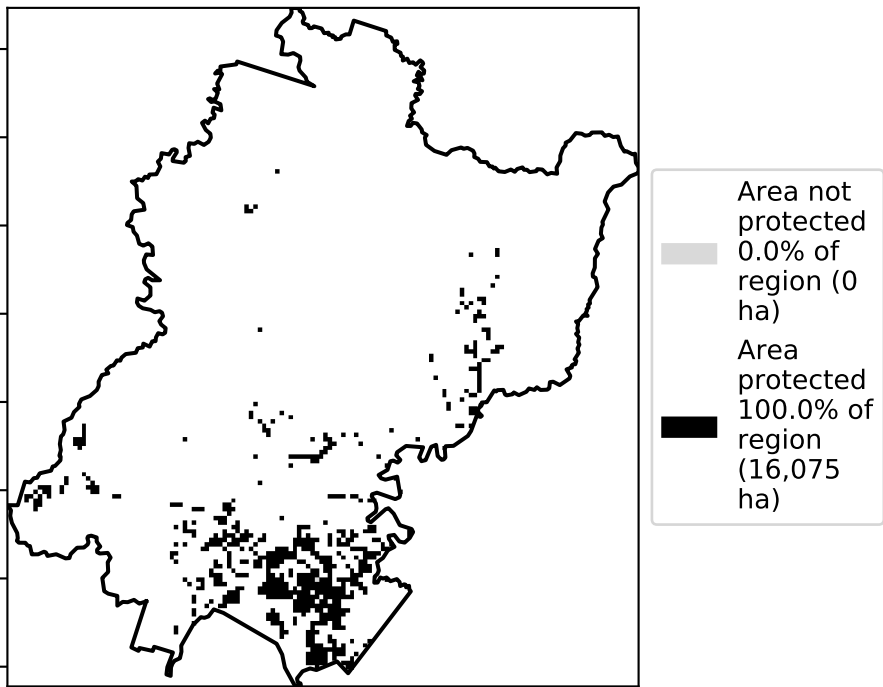 Area not
protected
0.0% of
region (0
ha)
Area
protected
100.0% of
region
(16,075
ha)